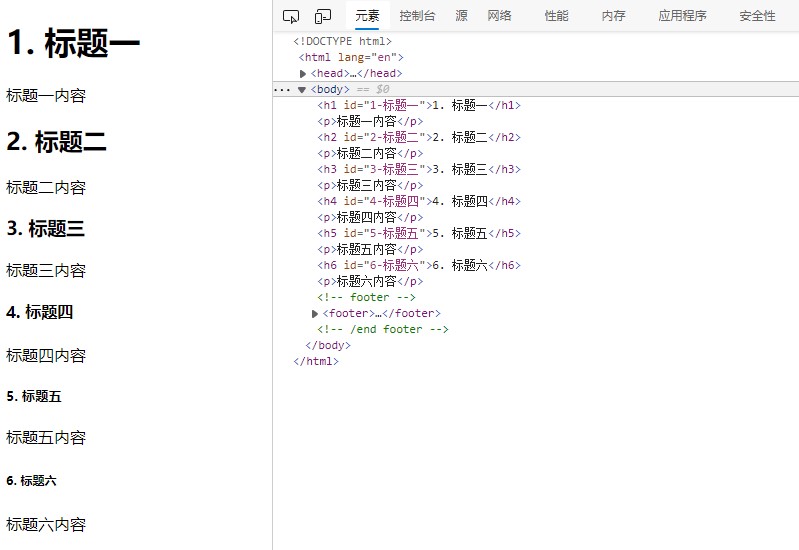 1. 标题一
标题一内容
2. 标题二
标题二内容
3. 标题三
标题三内容
4. 标题四
标题四内容
5. 标题五
标题五内容
6. 标题六
标题六内容
元素 控制台 源 网络 性能 内存 应用程序 安全性
<!DOCTYPE html>
<html lang="en">
<head>…</head>
<body> == $0
<h1 id="1-标题一">1. 标题一</h1>
<p>标题一内容</p>
<h2 id="2-标题二">2. 标题二</h2>
<p>标题二内容</p>
<h3 id="3-标题三">3. 标题三</h3>
<p>标题三内容</p>
<h4 id="4-标题四">4. 标题四</h4>
<p>标题四内容</p>
<h5 id="5-标题五">5. 标题五</h5>
<p>标题五内容</p>
<h6 id="6-标题六">6. 标题六</h6>
<p>标题六内容</p>
<!-- footer -->
<footer>…</footer>
<!-- /end footer -->
</body>
</html>